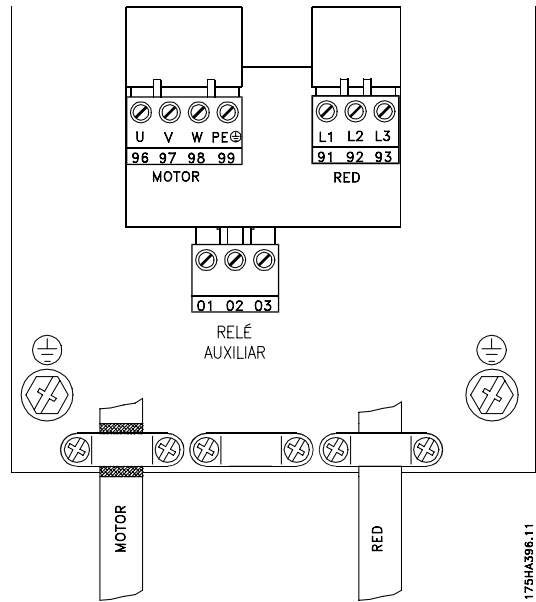 U V W PE
96 97 98 99
MOTOR
L1 L2 L3
91 92 93
RED
01 02 03
RELÉ
AUXILIAR
MOTOR
RED
175HA396.11